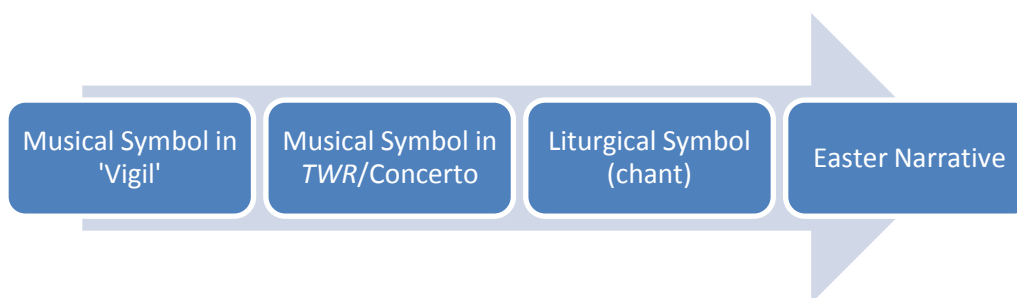 Musical Symbol in
'Vigil'
Musical Symbol in
TWR/Concerto
Liturgical Symbol
(chant)
Easter Narrative